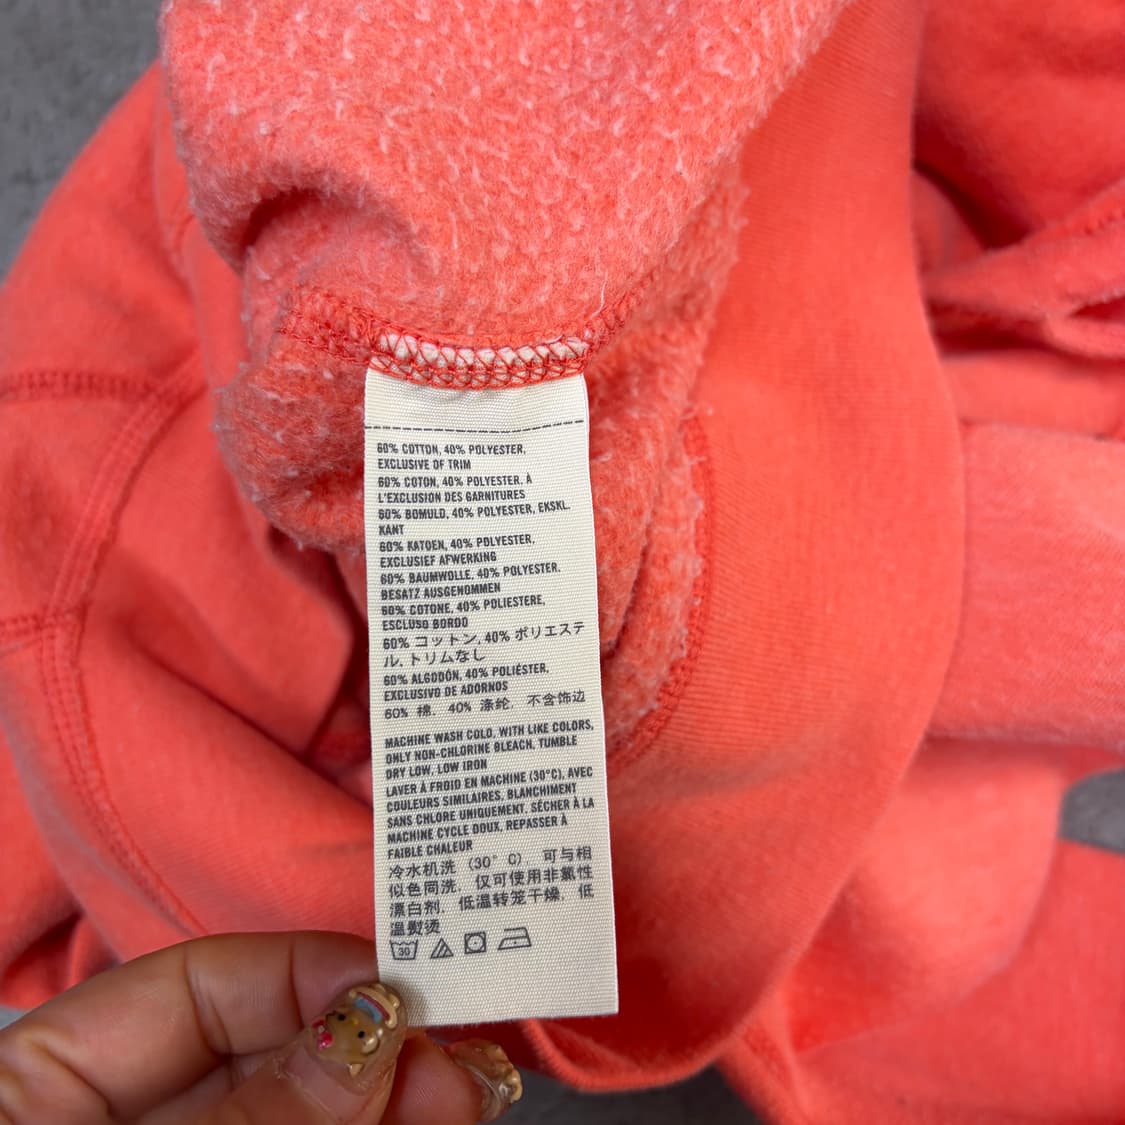 60% COTTON, 40% POLYESTER,
EXCLUSIVE OF TRIM
60% COTON, 40% POLYESTER, À
L'EXCLUSION DES GARNITURES
60% BOMULD, 40% POLYESTER, EKSKL.
KANT
60% KATOEN, 40% POLYESTER,
EXCLUSIEF AFWERKING
60% BAUMWOLLE, 40% POLYESTER.
BESATZ AUSGENOMMEN
60% COTONE, 40% POLIESTERE,
ESCLUSO BORDO
60% コットン, 40% ポリエステ
ル, トリムなし
60% ALGODÓN, 40% POLIÉSTER,
EXCLUSIVO DE ADORNOS
60% 棉, 40% 涤纶, 不含饰边
MACHINE WASH COLD, WITH LIKE COLORS,
ONLY NON-CHLORINE BLEACH, TUMBLE
DRY LOW, LOW IRON
LAVER À FROID EN MACHINE (30°C), AVEC
COULEURS SIMILAIRES, BLANCHIMENT
SANS CHLORE UNIQUEMENT, SÉCHER À LA
MACHINE CYCLE DOUX, REPASSER À
FAIBLE CHALEUR
冷水机洗 (30°C) 可与相
似色同洗, 仅可使用非氯性
漂白剂, 低温转笼干燥, 低
温熨烫
30